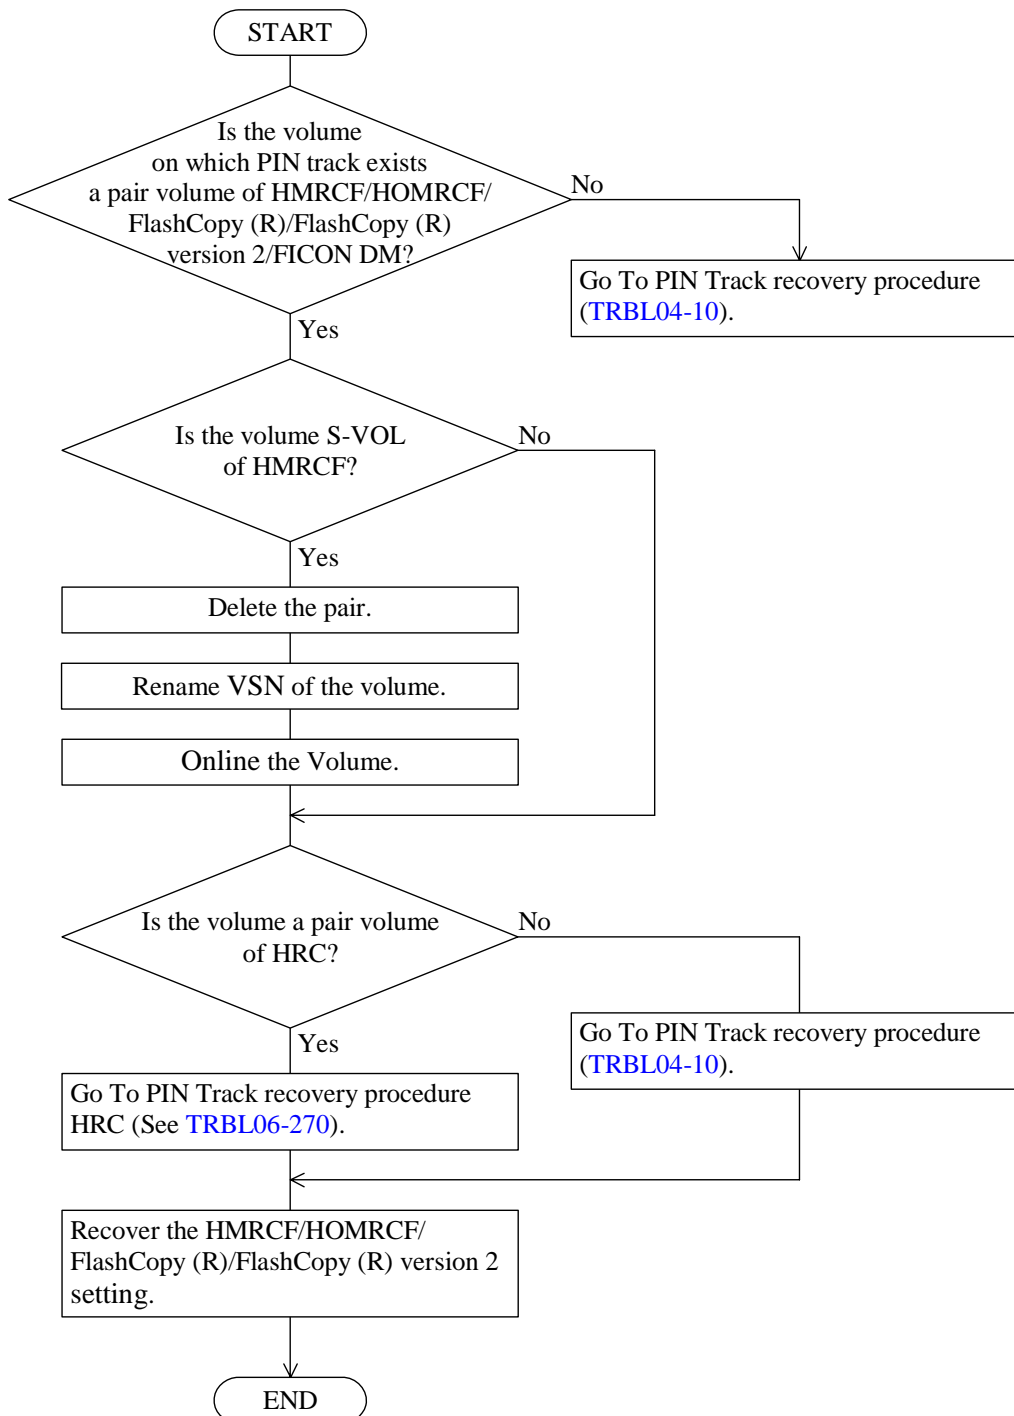 START
Is the volume
on which PIN track exists
a pair volume of HMRCF/HOMRCF/
FlashCopy (R)/FlashCopy (R)
version 2/FICON DM?
No
Go To PIN Track recovery procedure
(TRBL04-10).
Yes
Is the volume S-VOL
of HMRCF?
No
Yes
Delete the pair.
Rename VSN of the volume.
Online the Volume.
Is the volume a pair volume
of HRC?
No
Go To PIN Track recovery procedure
(TRBL04-10).
Yes
Go To PIN Track recovery procedure
HRC (See TRBL06-270).
Recover the HMRCF/HOMRCF/
FlashCopy (R)/FlashCopy (R) version 2
setting.
END